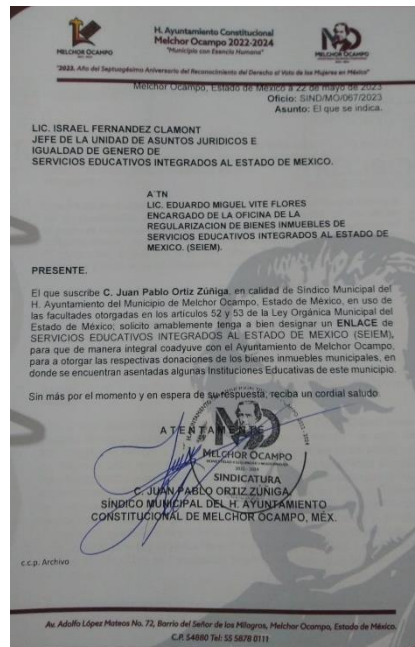 MELCHOR OCAMPO
H. Ayuntamiento Constitucional
Melchor Ocampo 2022-2024
"Municipio con Esencia Humana"
MELCHOR OCAMPO
"2023. Año del Septuagésimo Aniversario del Reconocimiento del Derecho al Voto de las Mujeres en México"
Melchor Ocampo, Estado de México a 22 de mayo de 2023
Oficio: SIND/MO/067/2023
Asunto: El que se indica.
LIC. ISRAEL FERNANDEZ CLAMONT
JEFE DE LA UNIDAD DE ASUNTOS JURIDICOS E
IGUALDAD DE GENERO DE
SERVICIOS EDUCATIVOS INTEGRADOS AL ESTADO DE MEXICO.
A´TN
LIC. EDUARDO MIGUEL VITE FLORES
ENCARGADO DE LA OFICINA DE LA
REGULARIZACION DE BIENES INMUEBLES DE
SERVICIOS EDUCATIVOS INTEGRADOS AL ESTADO DE
MEXICO. (SEIEM).
PRESENTE.
El que suscribe C. Juan Pablo Ortiz Zúñiga, en calidad de Síndico Municipal del
H. Ayuntamiento del Municipio de Melchor Ocampo, Estado de México, en uso de
las facultades otorgadas en los artículos 52 y 53 de la Ley Orgánica Municipal del
Estado de México; solicito amablemente tenga a bien designar un ENLACE de
SERVICIOS EDUCATIVOS INTEGRADOS AL ESTADO DE MEXICO (SEIEM),
para que de manera integral coadyuve con el Ayuntamiento de Melchor Ocampo,
para a otorgar las respectivas donaciones de los bienes inmuebles municipales, en
donde se encuentran asentadas algunas Instituciones Educativas de este municipio.
Sin más por el momento y en espera de su respuesta, reciba un cordial saludo.
ATENTAMENTE
MELCHOR OCAMPO
2022 - 2024
SINDICATURA
C. JUAN PABLO ORTIZ ZÚÑIGA
SÍNDICO MUNICIPAL DEL H. AYUNTAMIENTO
CONSTITUCIONAL DE MELCHOR OCAMPO, MÉX.
c.c.p. Archivo
Av. Adolfo López Mateos No. 72, Barrio del Señor de los Milagros, Melchor Ocampo, Estado de México.
C.P. 54880 Tel: 55 5878 0111